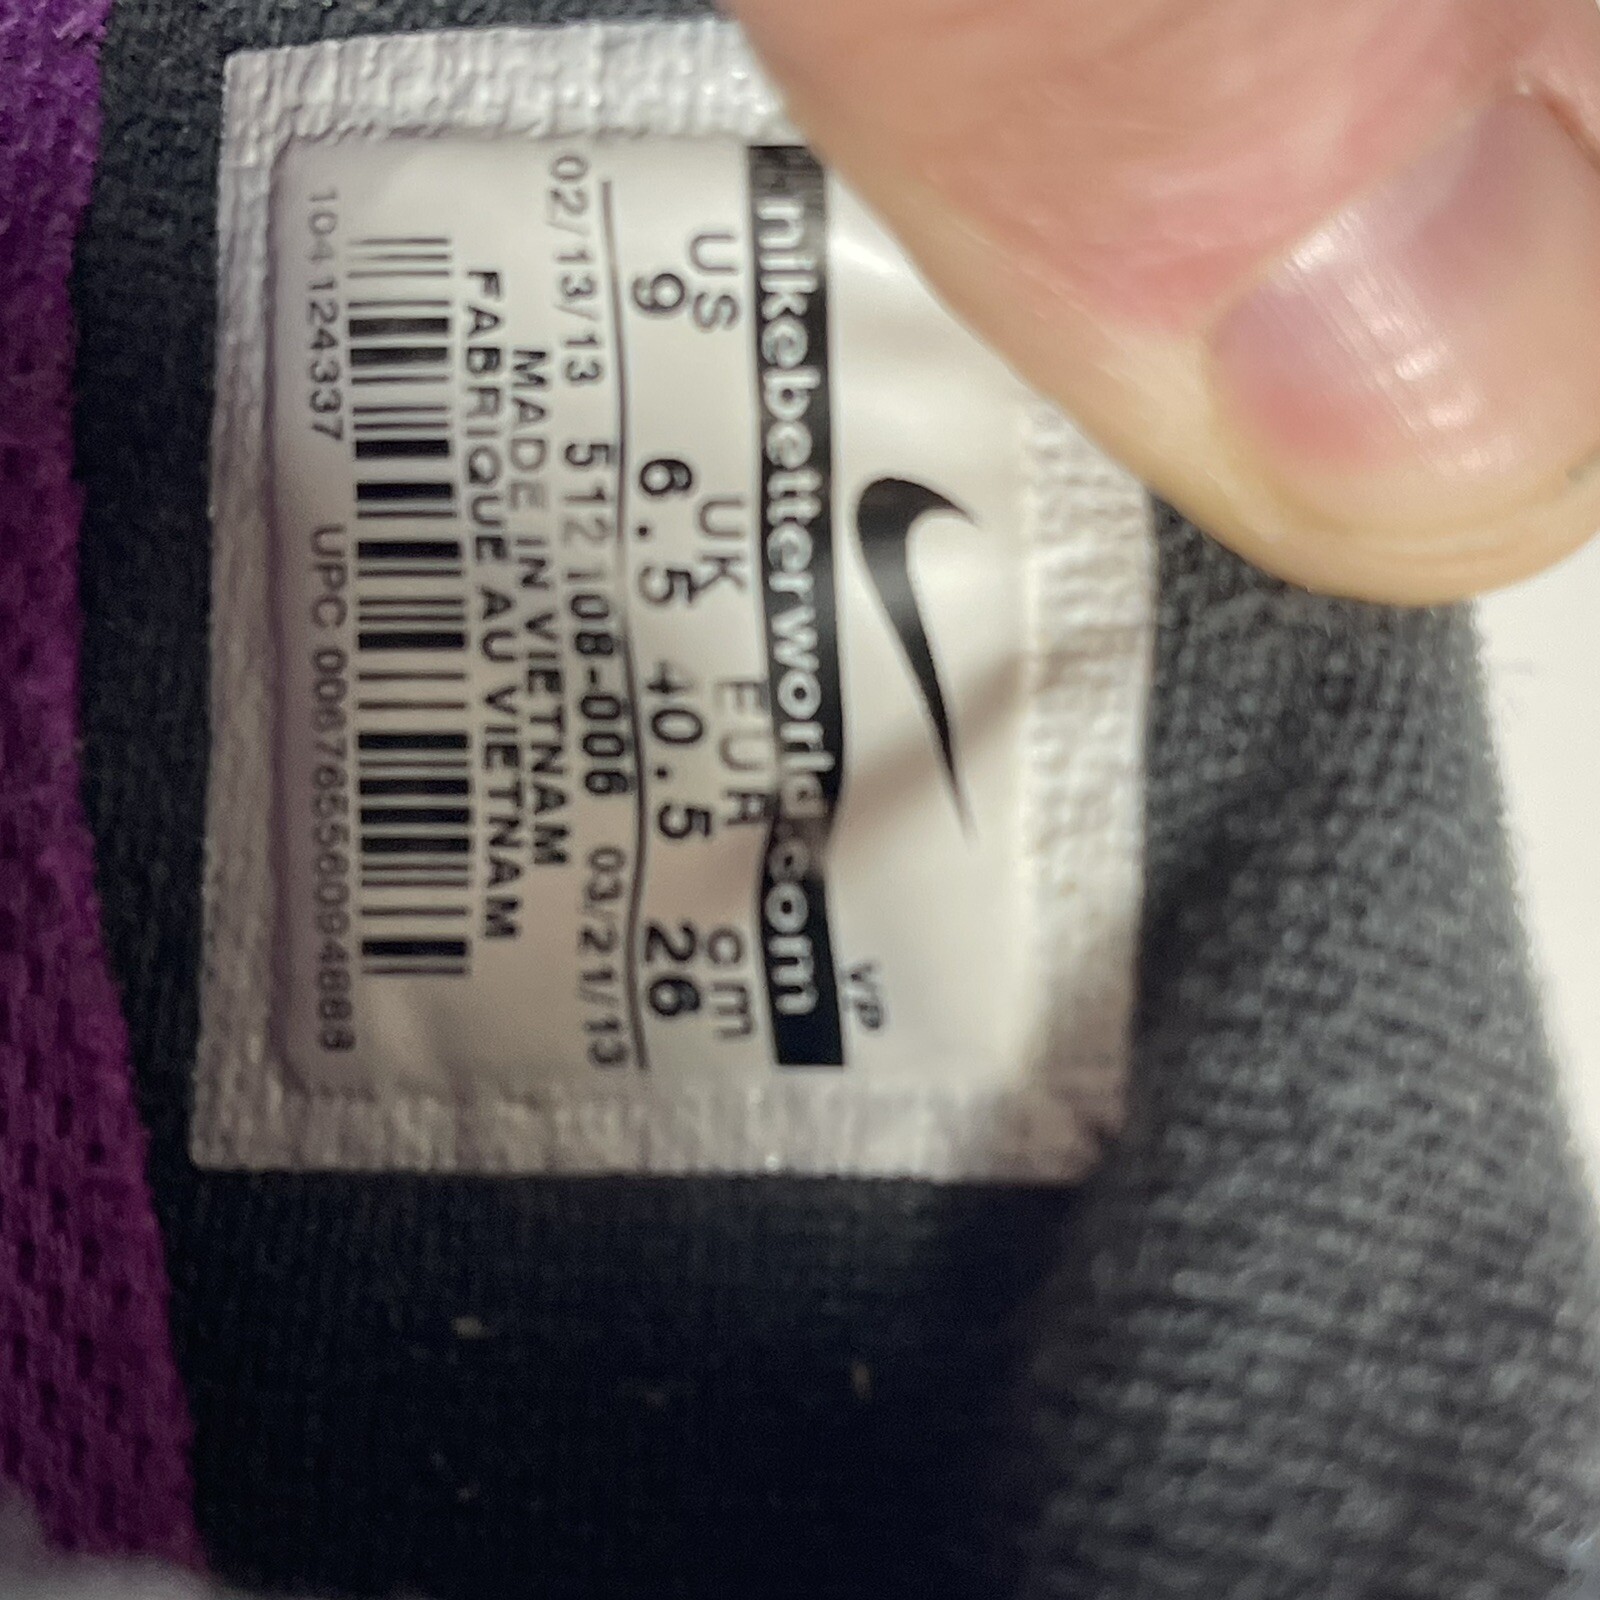 VP
nikebetterworld.com
US UK EUR cm
9 6.5 40.5 26
02/13/13 512108-006 03/21/13
MADE IN VIETNAM
FABRIQUE AU VIETNAM
104124337 UPC 00676556094888